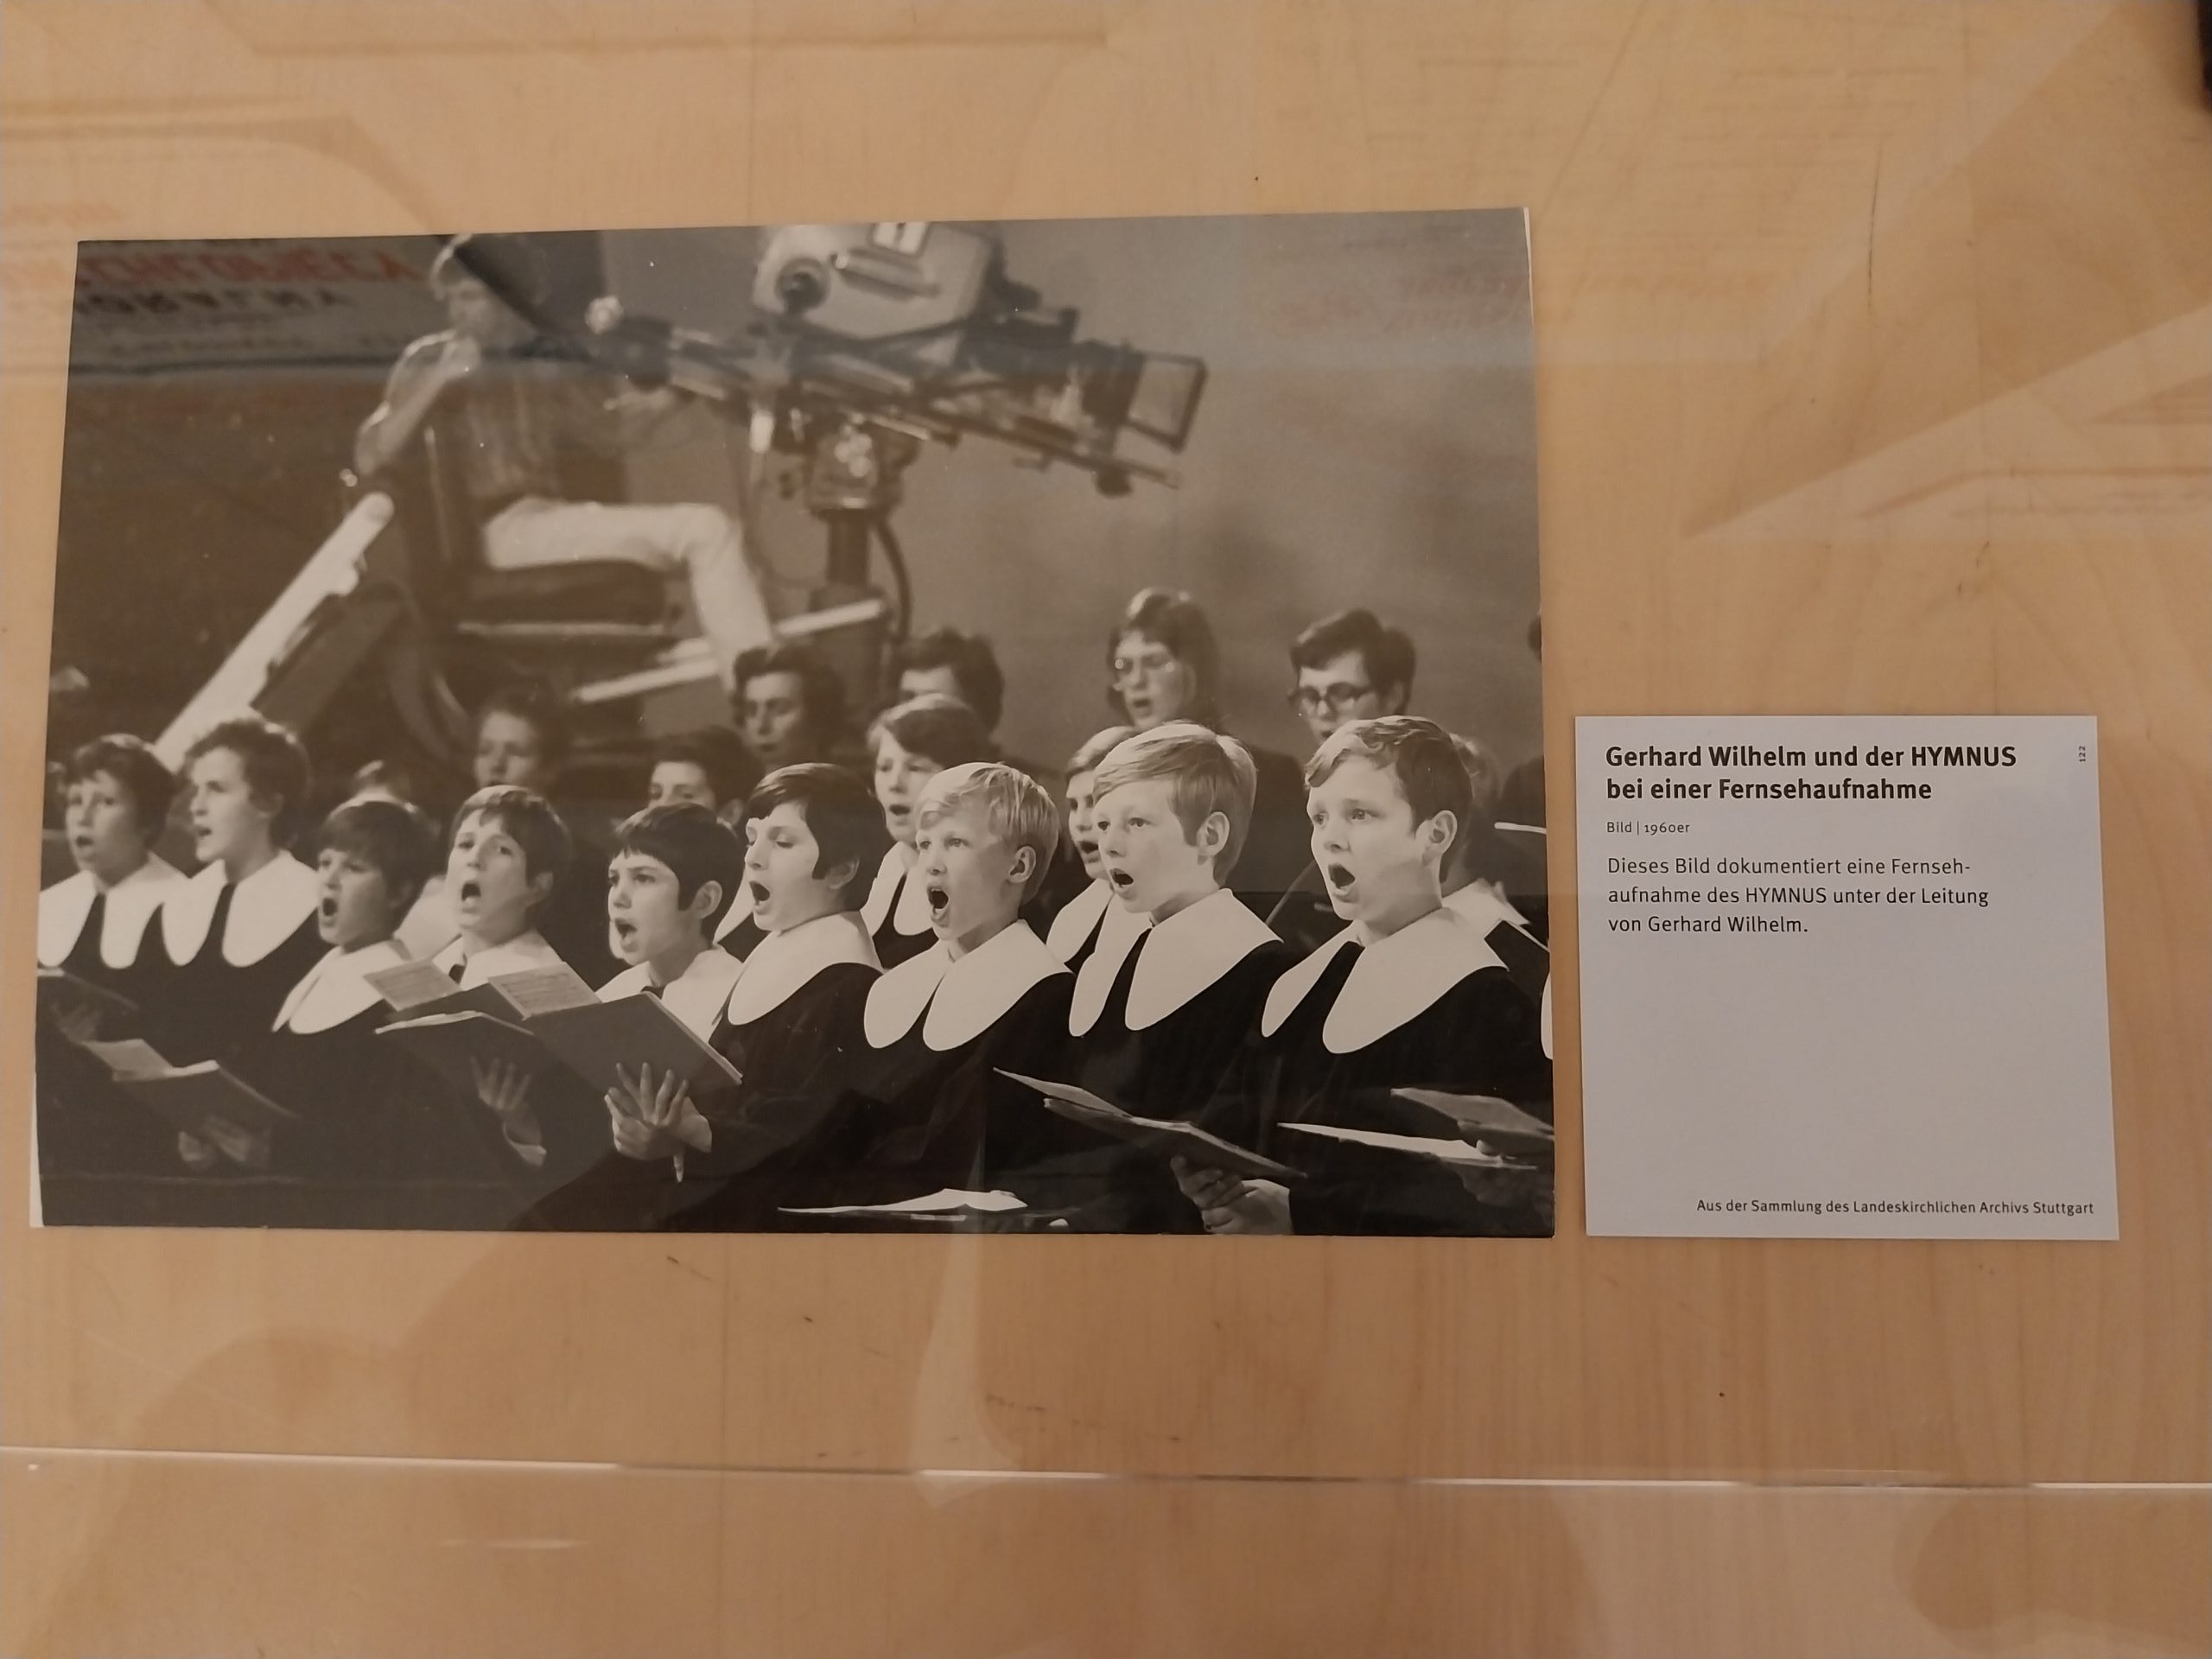 Gerhard Wilhelm und der HYMNUS
bei einer Fernsehaufnahme
122
Bild | 1960er
Dieses Bild dokumentiert eine Fernseh-
aufnahme des HYMNUS unter der Leitung
von Gerhard Wilhelm.
Aus der Sammlung des Landeskirchlichen Archivs Stuttgart